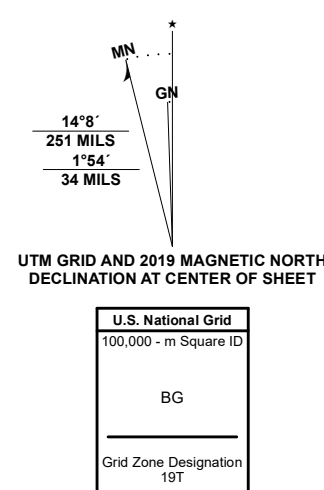 ★
MN
GN
14°8´
251 MILS
1°54´
34 MILS
UTM GRID AND 2019 MAGNETIC NORTH
DECLINATION AT CENTER OF SHEET
U.S. National Grid
100,000 - m Square ID
BG
Grid Zone Designation
19T